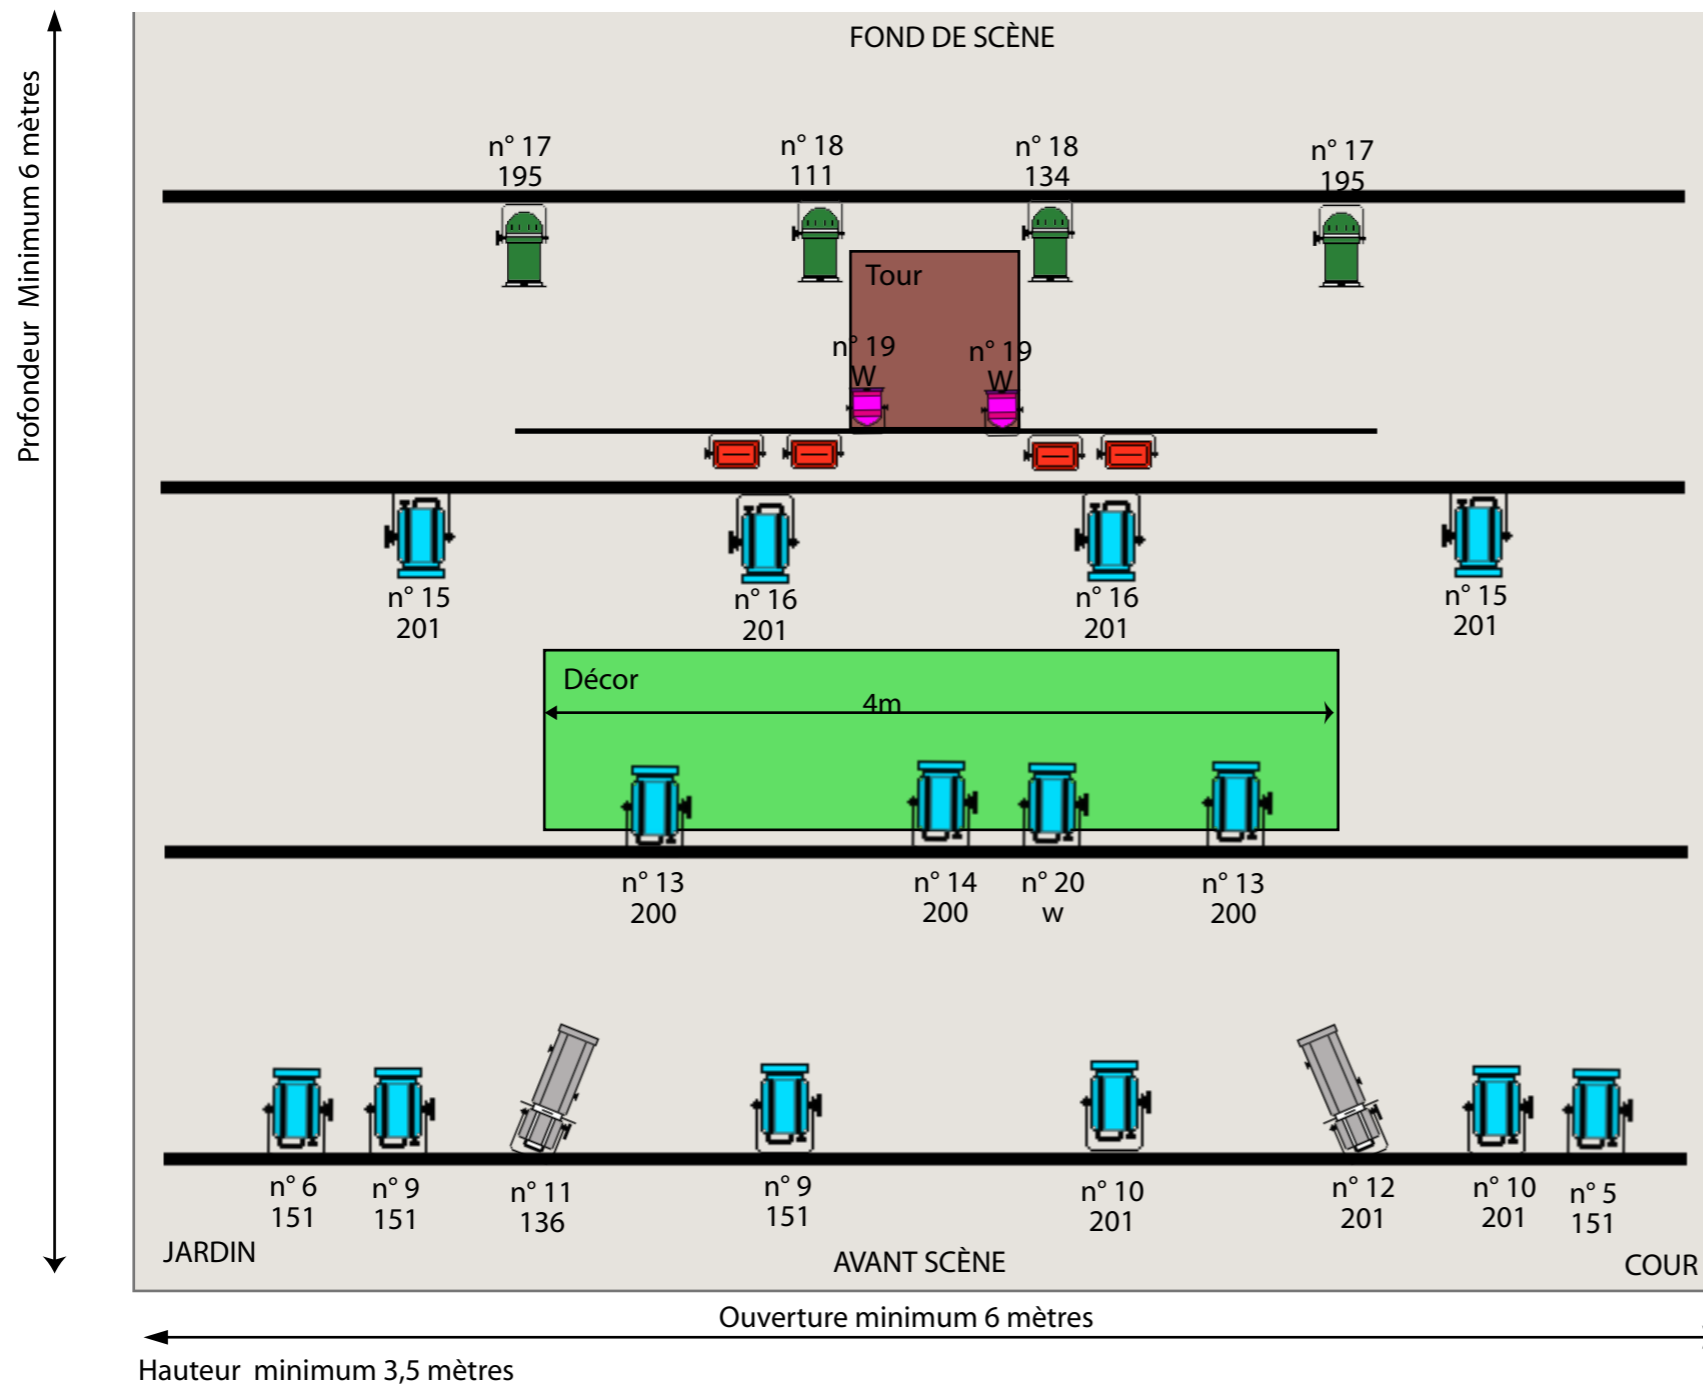 FOND DE SCÈNE
Profondeur Minimum 6 mètres
n° 17
195
n° 18
111
n° 18
134
n° 17
195
Tour
n° 19
W
n° 19
W
n° 15
201
n° 16
201
n° 16
201
n° 15
201
Décor
4m
n° 13
200
n° 14
200
n° 20
w
n° 13
200
n° 6
151
n° 9
151
n° 11
136
n° 9
151
n° 10
201
n° 12
201
n° 10
201
n° 5
151
JARDIN
AVANT SCÈNE
COUR
Ouverture minimum 6 mètres
Hauteur minimum 3,5 mètres